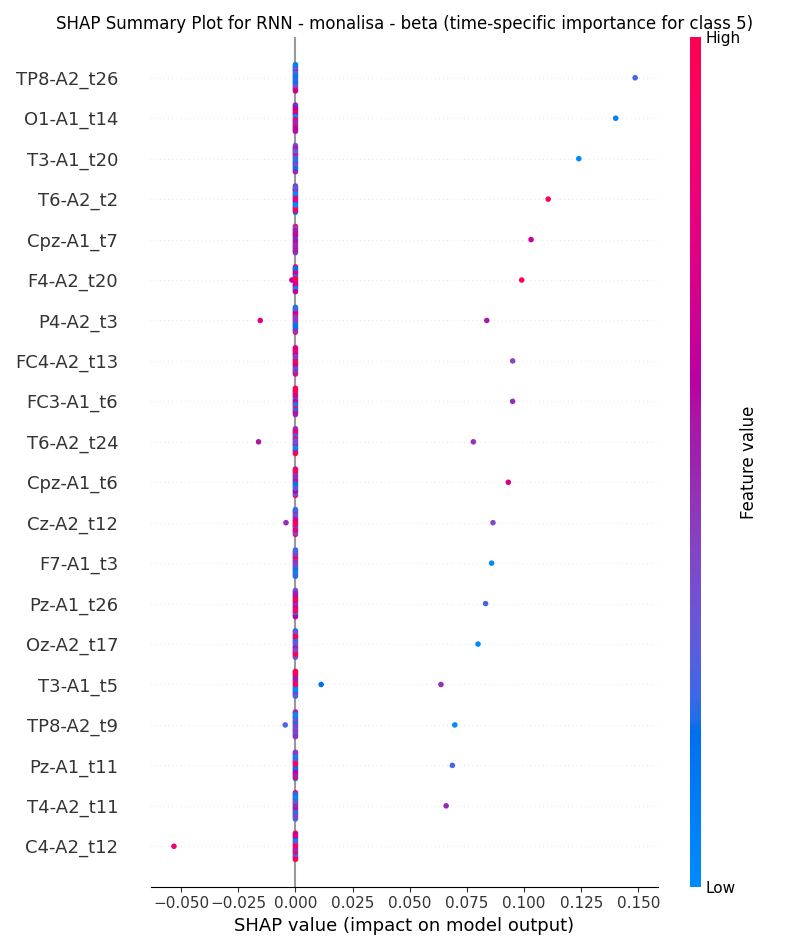 SHAP Summary Plot for RNN - monalisa - beta (time-specific importance for class 5)
High
TP8-A2_t26
O1-A1_t14
T3-A1_t20
T6-A2_t2
Cpz-A1_t7
F4-A2_t20
P4-A2_t3
FC4-A2_t13
FC3-A1_t6
T6-A2_t24
Cpz-A1_t6
Cz-A2_t12
F7-A1_t3
Pz-A1_t26
Oz-A2_t17
T3-A1_t5
TP8-A2_t9
Pz-A1_t11
T4-A2_t11
C4-A2_t12
Feature value
Low
−0.050 −0.025 0.000 0.025 0.050 0.075 0.100 0.125 0.150
SHAP value (impact on model output)